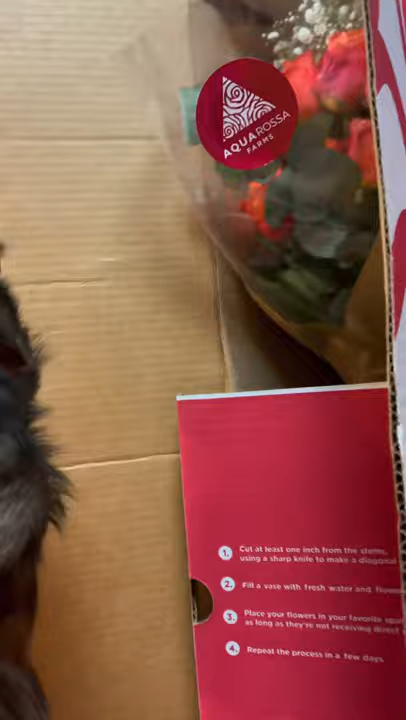 AQUAROSSA
FARMS
1. Cut at least one inch from the stems,
using a sharp knife to make a diagonal
2. Fill a vase with fresh water and
3. Place your flowers in your favorite
as long as they're not receiving direct
4. Repeat the process in a few days